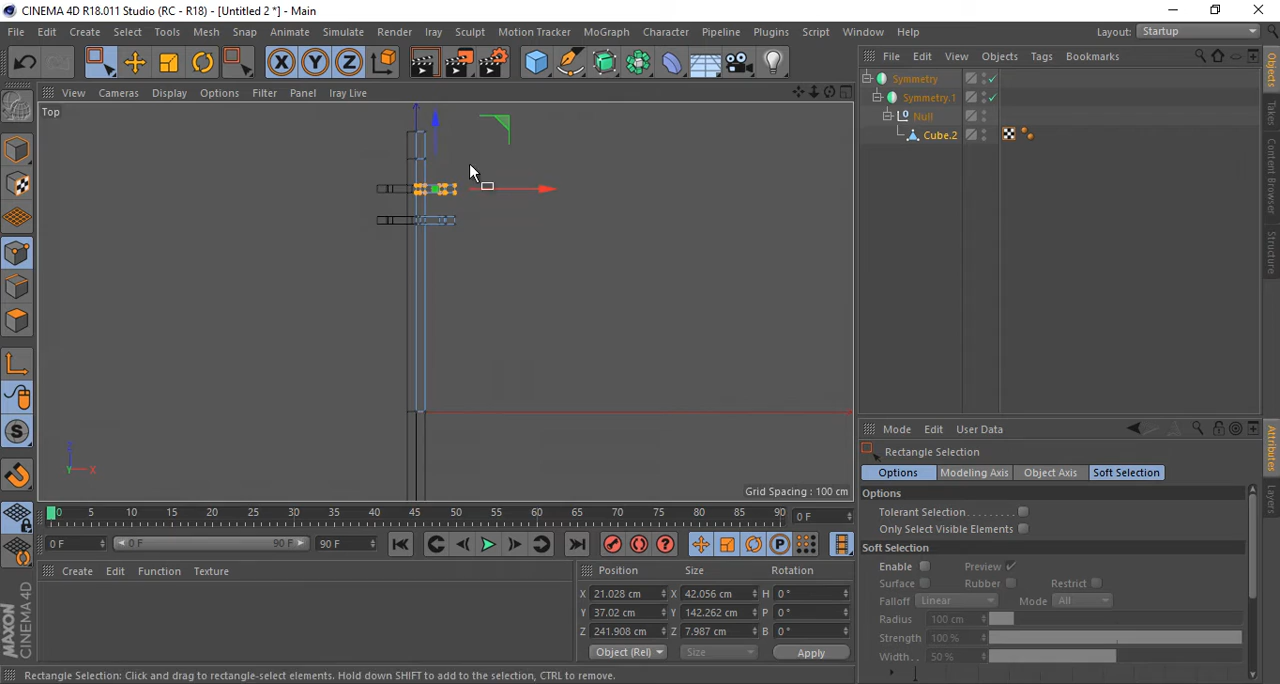 CINEMA 4D R18.011 Studio (RC - R18) - [Untitled 2 *] - Main
File Edit Create Select Tools Mesh Snap Animate Simulate Render Iray Sculpt Motion Tracker MoGraph Character Pipeline Plugins Script Window Help Layout: Startup
X Y Z
File Edit View Objects Tags Bookmarks
View Cameras Display Options Filter Panel Iray Live
Top
Symmetry
Symmetry.1
Null
Cube.2
Objects
Takes
Content Browser
Structure
Z
Y X
Grid Spacing : 100 cm
Mode Edit User Data
Rectangle Selection
Options Modeling Axis Object Axis Soft Selection
Options
Tolerant Selection
Only Select Visible Elements
Soft Selection
Enable Preview
Surface Rubber Restrict
Falloff Linear Mode All
Radius 100 cm
Strength 100 %
Width 50 %
Attributes
Layers
0 5 10 15 20 25 30 35 40 45 50 55 60 65 70 75 80 85 90 0 F
0 F 0 F 90 F 90 F
Create Edit Function Texture
Position Size Rotation
X 21.028 cm X 42.056 cm H 0 °
Y 37.02 cm Y 142.262 cm P 0 °
Z 241.908 cm Z 7.987 cm B 0 °
Object (Rel) Size Apply
MAXON
CINEMA 4D
Rectangle Selection: Click and drag to rectangle-select elements. Hold down SHIFT to add to the selection, CTRL to remove.